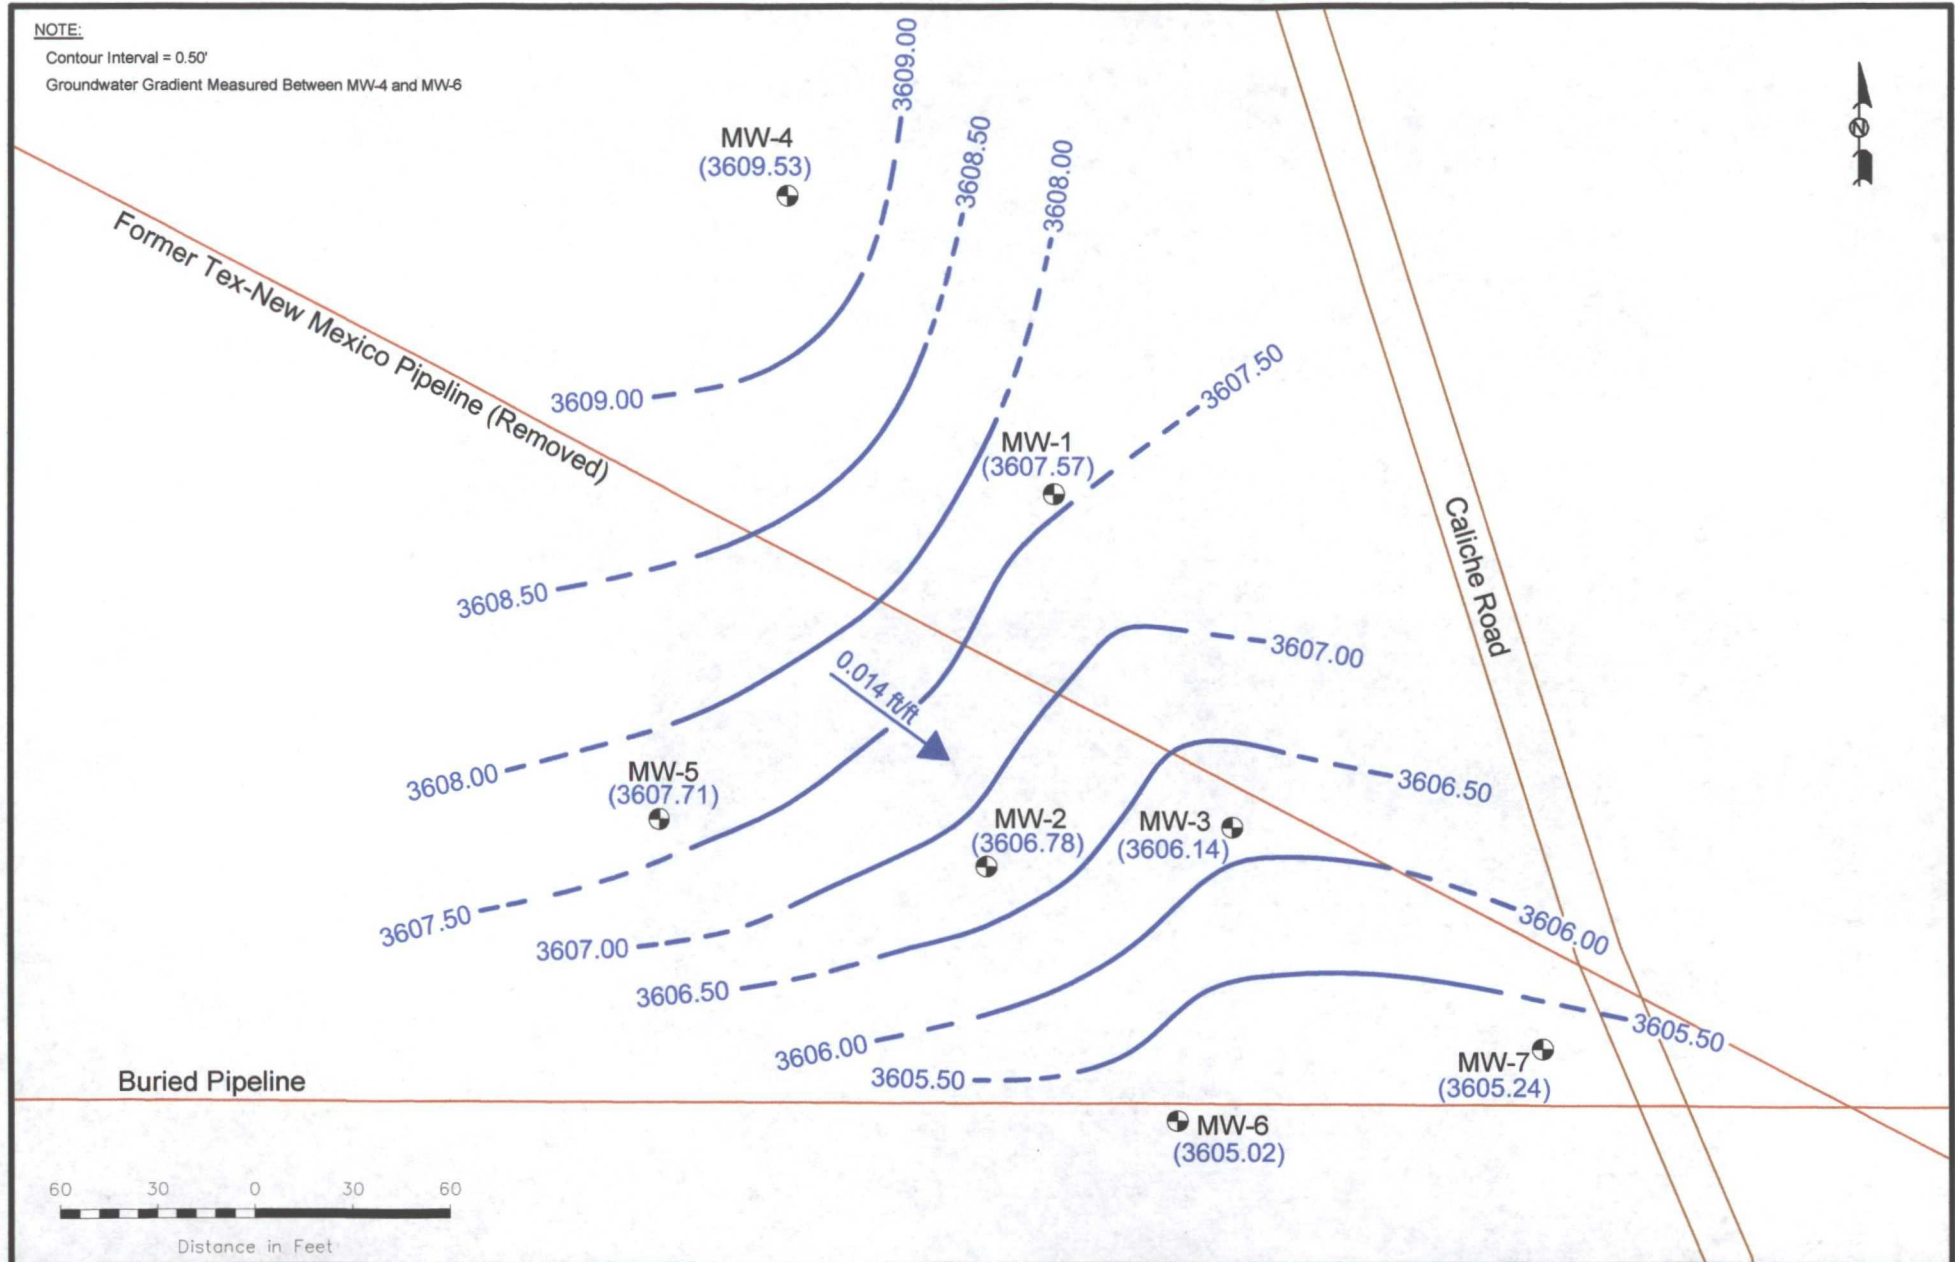 NOTE:
Contour Interval = 0.50'
Groundwater Gradient Measured Between MW-4 and MW-6
3609.00
3608.50
3608.00
MW-4
(3609.53)
N
Former Tex-New Mexico Pipeline (Removed)
3609.00
3607.50
MW-1
(3607.57)
Caliche Road
3608.50
3607.00
0.014 ft/ft
3608.00
MW-5
(3607.71)
3606.50
MW-2
(3606.78)
MW-3
(3606.14)
3607.50
3607.00
3606.00
3606.50
3606.00
3605.50
3605.50
MW-7
(3605.24)
Buried Pipeline
MW-6
(3605.02)
60 30 0 30 60
Distance in Feet